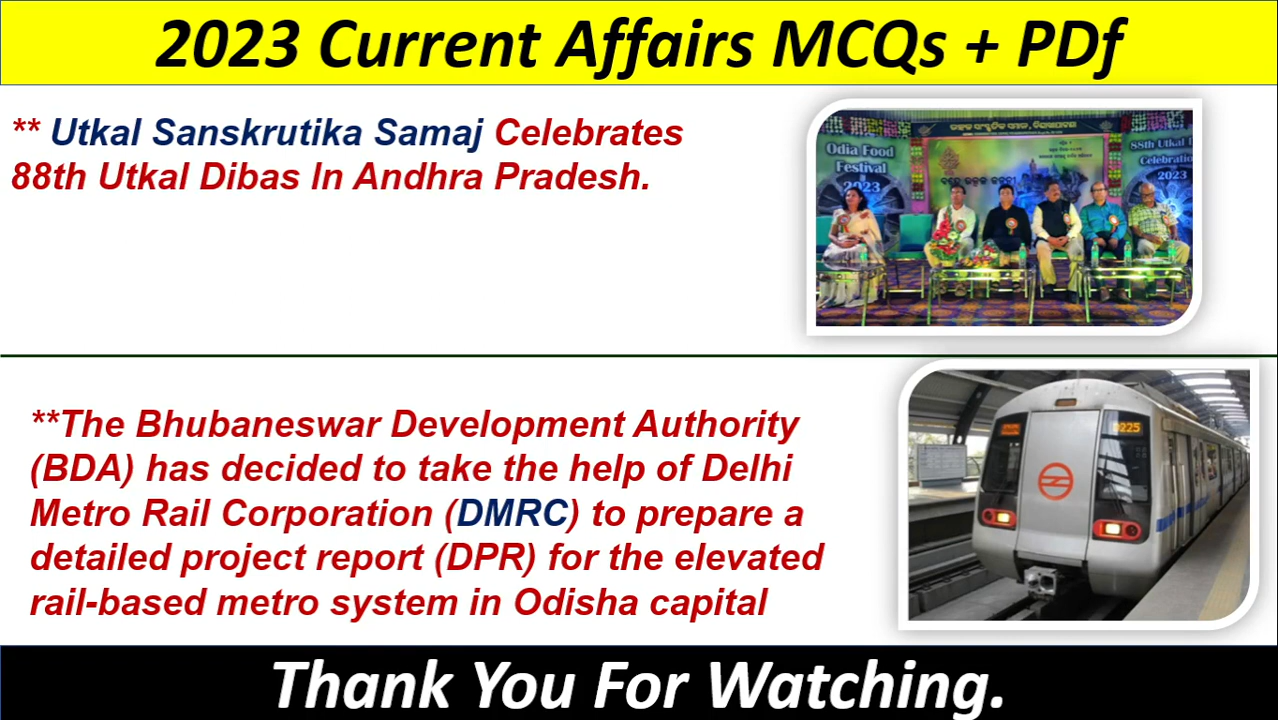 2023 Current Affairs MCQs + PDf
** Utkal Sanskrutika Samaj Celebrates
88th Utkal Dibas In Andhra Pradesh.
Odia Food
Festival
2023
88th Utkal D
Celebratio
2023
**The Bhubaneswar Development Authority
(BDA) has decided to take the help of Delhi
Metro Rail Corporation (DMRC) to prepare a
detailed project report (DPR) for the elevated
rail-based metro system in Odisha capital
Thank You For Watching.